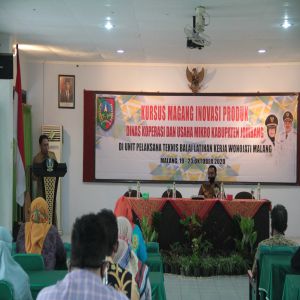 KURSUS MAGANG INOVASI PRODUK
DINAS KOPERASI DAN USAHA MIKRO KABUPATEN JOMBANG
DI UNIT PELAKSANA TEKNIS BALAI LATIHAN KERJA WONOJATI MALANG
MALANG, 19 - 23 OKTOBER 2020